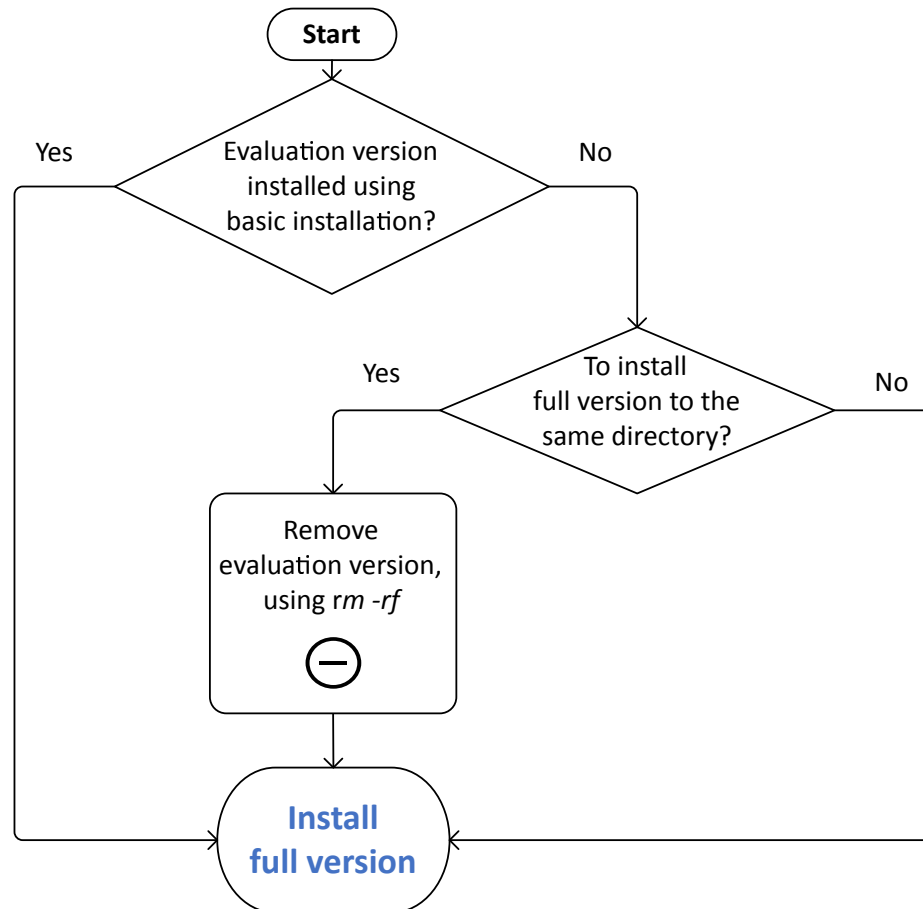 Start
Yes
Evaluation version
installed using
basic installation?
No
Yes
To install
full version to the
same directory?
No
Remove
evaluation version,
using rm -rf
Install
full version